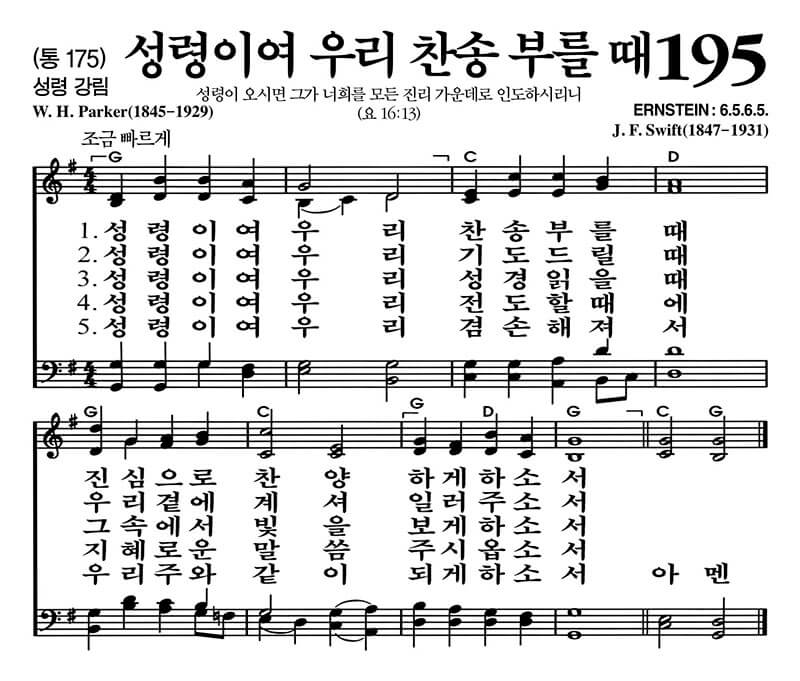 (통 175) 성령이여 우리 찬송 부를 때 195
성령 강림 성령이 오시면 그가 너희를 모든 진리 가운데로 인도하시리니
W. H. Parker(1845-1929) (요 16:13) ERNSTEIN : 6.5.6.5.
J. F. Swift(1847-1931)
조금 빠르게
G C D
4 4
1. 성 령 이 여 우 리 찬 송 부 를 때
2. 성 령 이 여 우 리 기 도 드 릴 때
3. 성 령 이 여 우 리 성 경 읽 을 때
4. 성 령 이 여 우 리 전 도 할 때 에
5. 성 령 이 여 우 리 겸 손 해 져 서
4 4
G C G D G C G
진 심 으 로 찬 양 하 게 하 소 서
우 리 곁 에 계 셔 일 러 주 소 서
그 속 에 서 빛 을 보 게 하 소 서
지 혜 로 운 말 씀 주 시 옵 소 서
우 리 주 와 같 이 되 게 하 소 서 아 멘